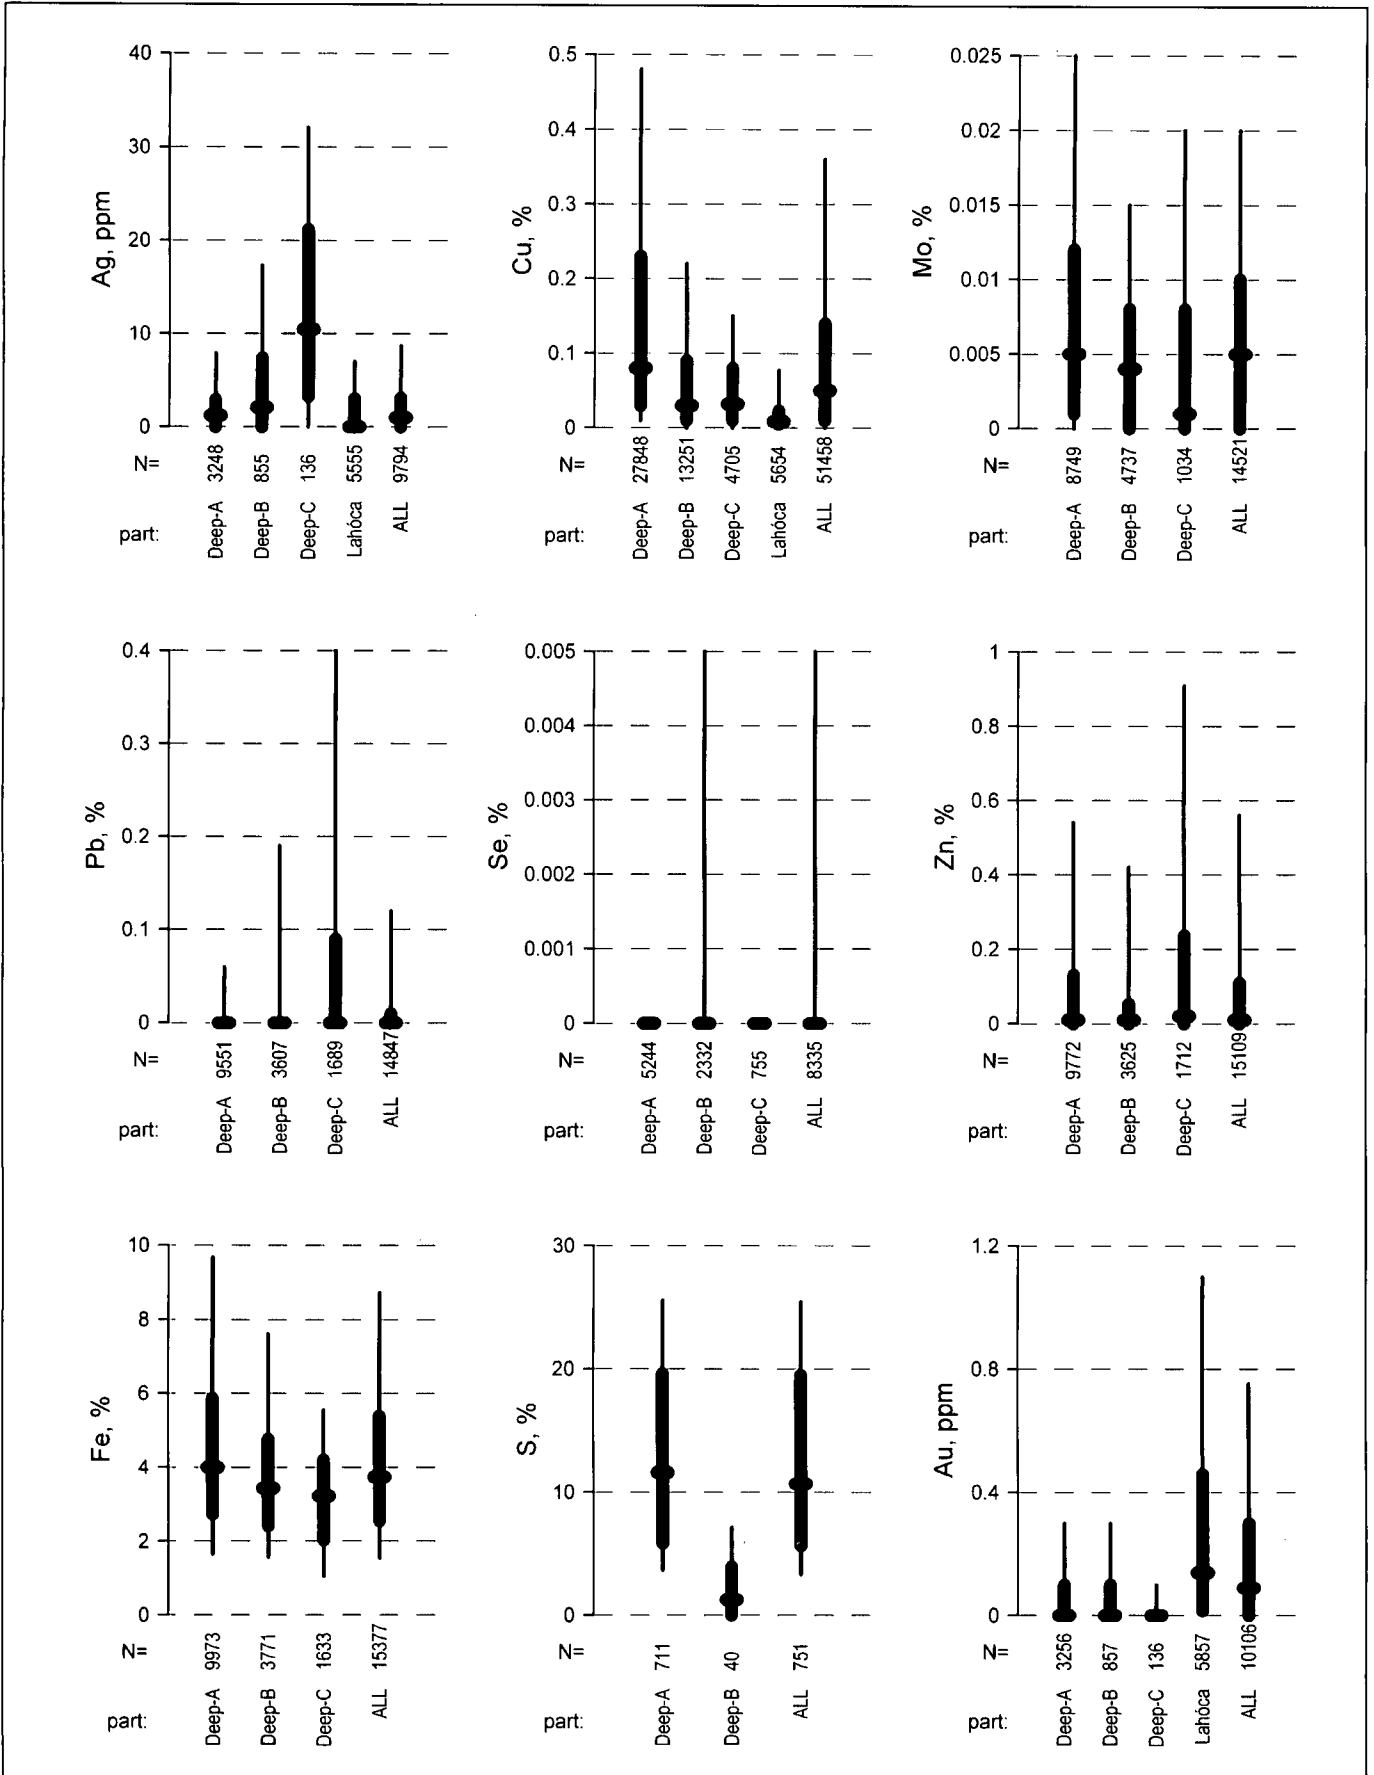 40
30
20
10
0
Ag, ppm
N= 3248 855 136 5555 9794
part: Deep-A Deep-B Deep-C Lahóca ALL
0.5
0.4
0.3
0.2
0.1
0
Cu, %
N= 27848 13251 4705 5654 51458
part: Deep-A Deep-B Deep-C Lahóca ALL
0.025
0.02
0.015
0.01
0.005
0
Mo, %
N= 8749 4737 1034 14521
part: Deep-A Deep-B Deep-C ALL
0.4
0.3
0.2
0.1
0
Pb, %
N= 9551 3607 1689 14847
part: Deep-A Deep-B Deep-C ALL
0.005
0.004
0.003
0.002
0.001
0
Se, %
N= 5244 2332 755 8335
part: Deep-A Deep-B Deep-C ALL
1
0.8
0.6
0.4
0.2
0
Zn, %
N= 9772 3625 1712 15109
part: Deep-A Deep-B Deep-C ALL
10
8
6
4
2
0
Fe, %
N= 9973 3771 1633 15377
part: Deep-A Deep-B Deep-C ALL
30
20
10
0
S, %
N= 711 40 751
part: Deep-A Deep-B ALL
1.2
0.8
0.4
0
Au, ppm
N= 3256 857 136 5857 10106
part: Deep-A Deep-B Deep-C Lahóca ALL